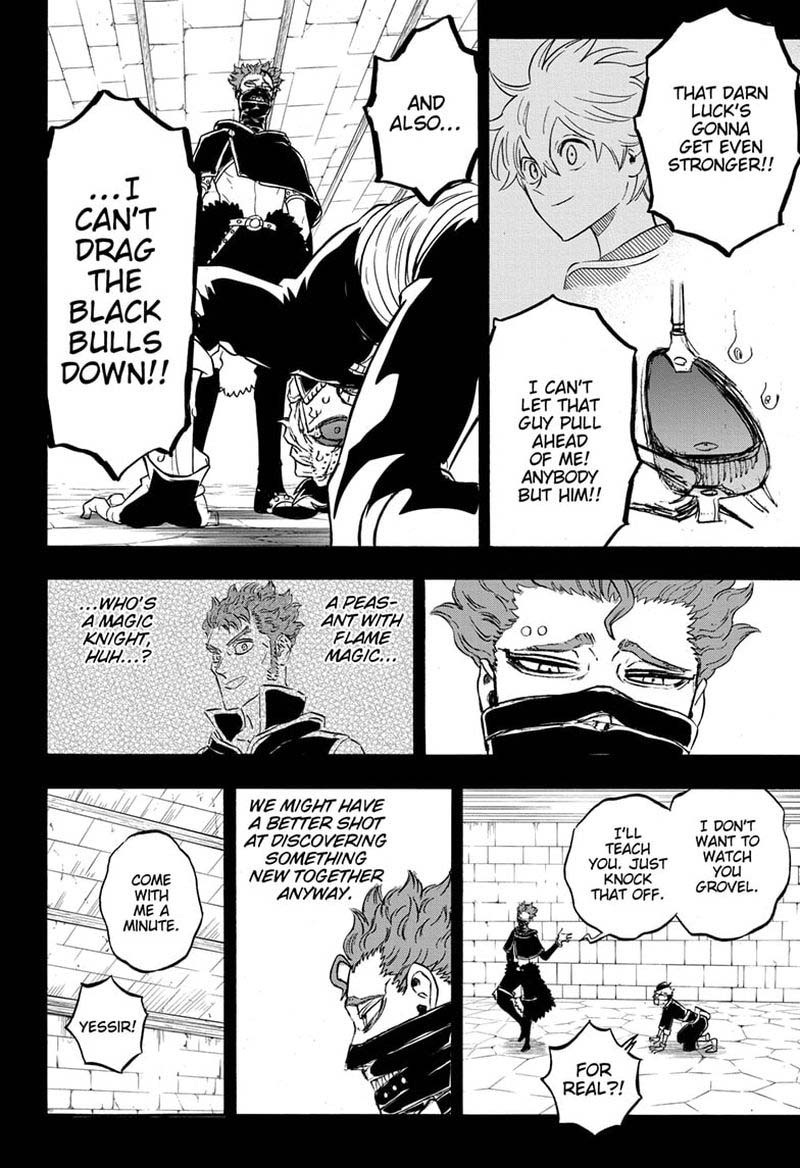 THAT DARN
LUCK'S
GONNA
GET EVEN
STRONGER!!
I CAN'T
LET THAT
GUY PULL
AHEAD
OF ME!
ANYBODY
BUT HIM!!
AND
ALSO...
...I
CAN'T
DRAG
THE
BLACK
BULLS
DOWN!!
A PEAS-
ANT WITH
FLAME
MAGIC...
...WHO'S
A MAGIC
KNIGHT,
HUH...?
I DON'T
WANT TO
WATCH
YOU
GROVEL.
I'LL
TEACH
YOU. JUST
KNOCK
THAT OFF.
FOR
REAL?!
WE MIGHT HAVE
A BETTER SHOT
AT DISCOVERING
SOMETHING
NEW TOGETHER
ANYWAY.
COME
WITH ME
A MINUTE.
YESSIR!